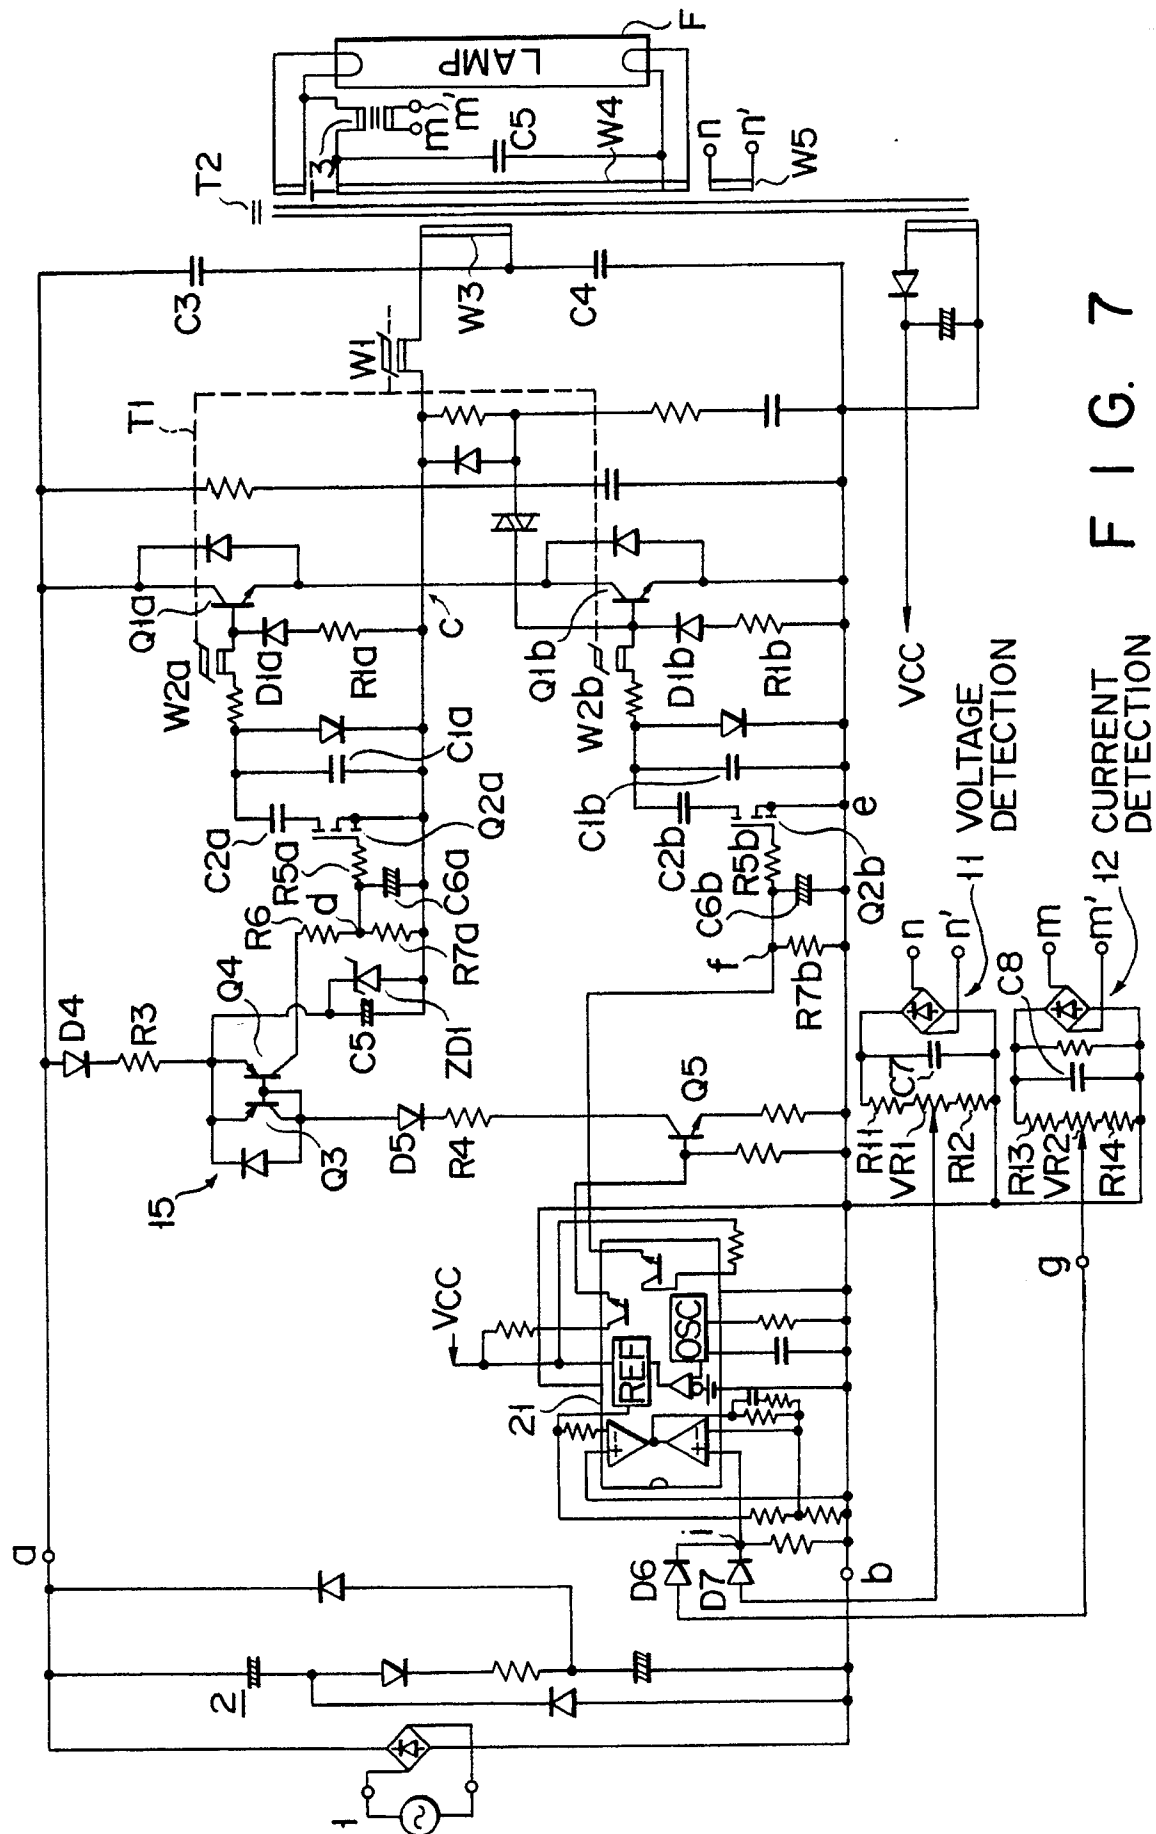 F
LAMP
T3
m
m'
C5
W4
n
n'
W5
T2
C3
C4
W3
W1
T1
Q1a
W2a
D1a
R1a
C
Q1b
W2b
D1b
R1b
VCC
C1a
C2a
R5a
Q2a
C6a
R6
d
R7a
C1b
C2b
R5b
Q2b
e
C6b
f
R7b
D4
R3
Q4
Q3
15
C5
ZD1
D5
R4
Q5
VCC
21
REF
OSC
+
-
+
-
a
b
i
D6
D7
g
1
2
n
n'
11 VOLTAGE
DETECTION
C7
R11
VR1
R12
m
m'
12 CURRENT
DETECTION
C8
R13
VR2
R14
FIG. 7